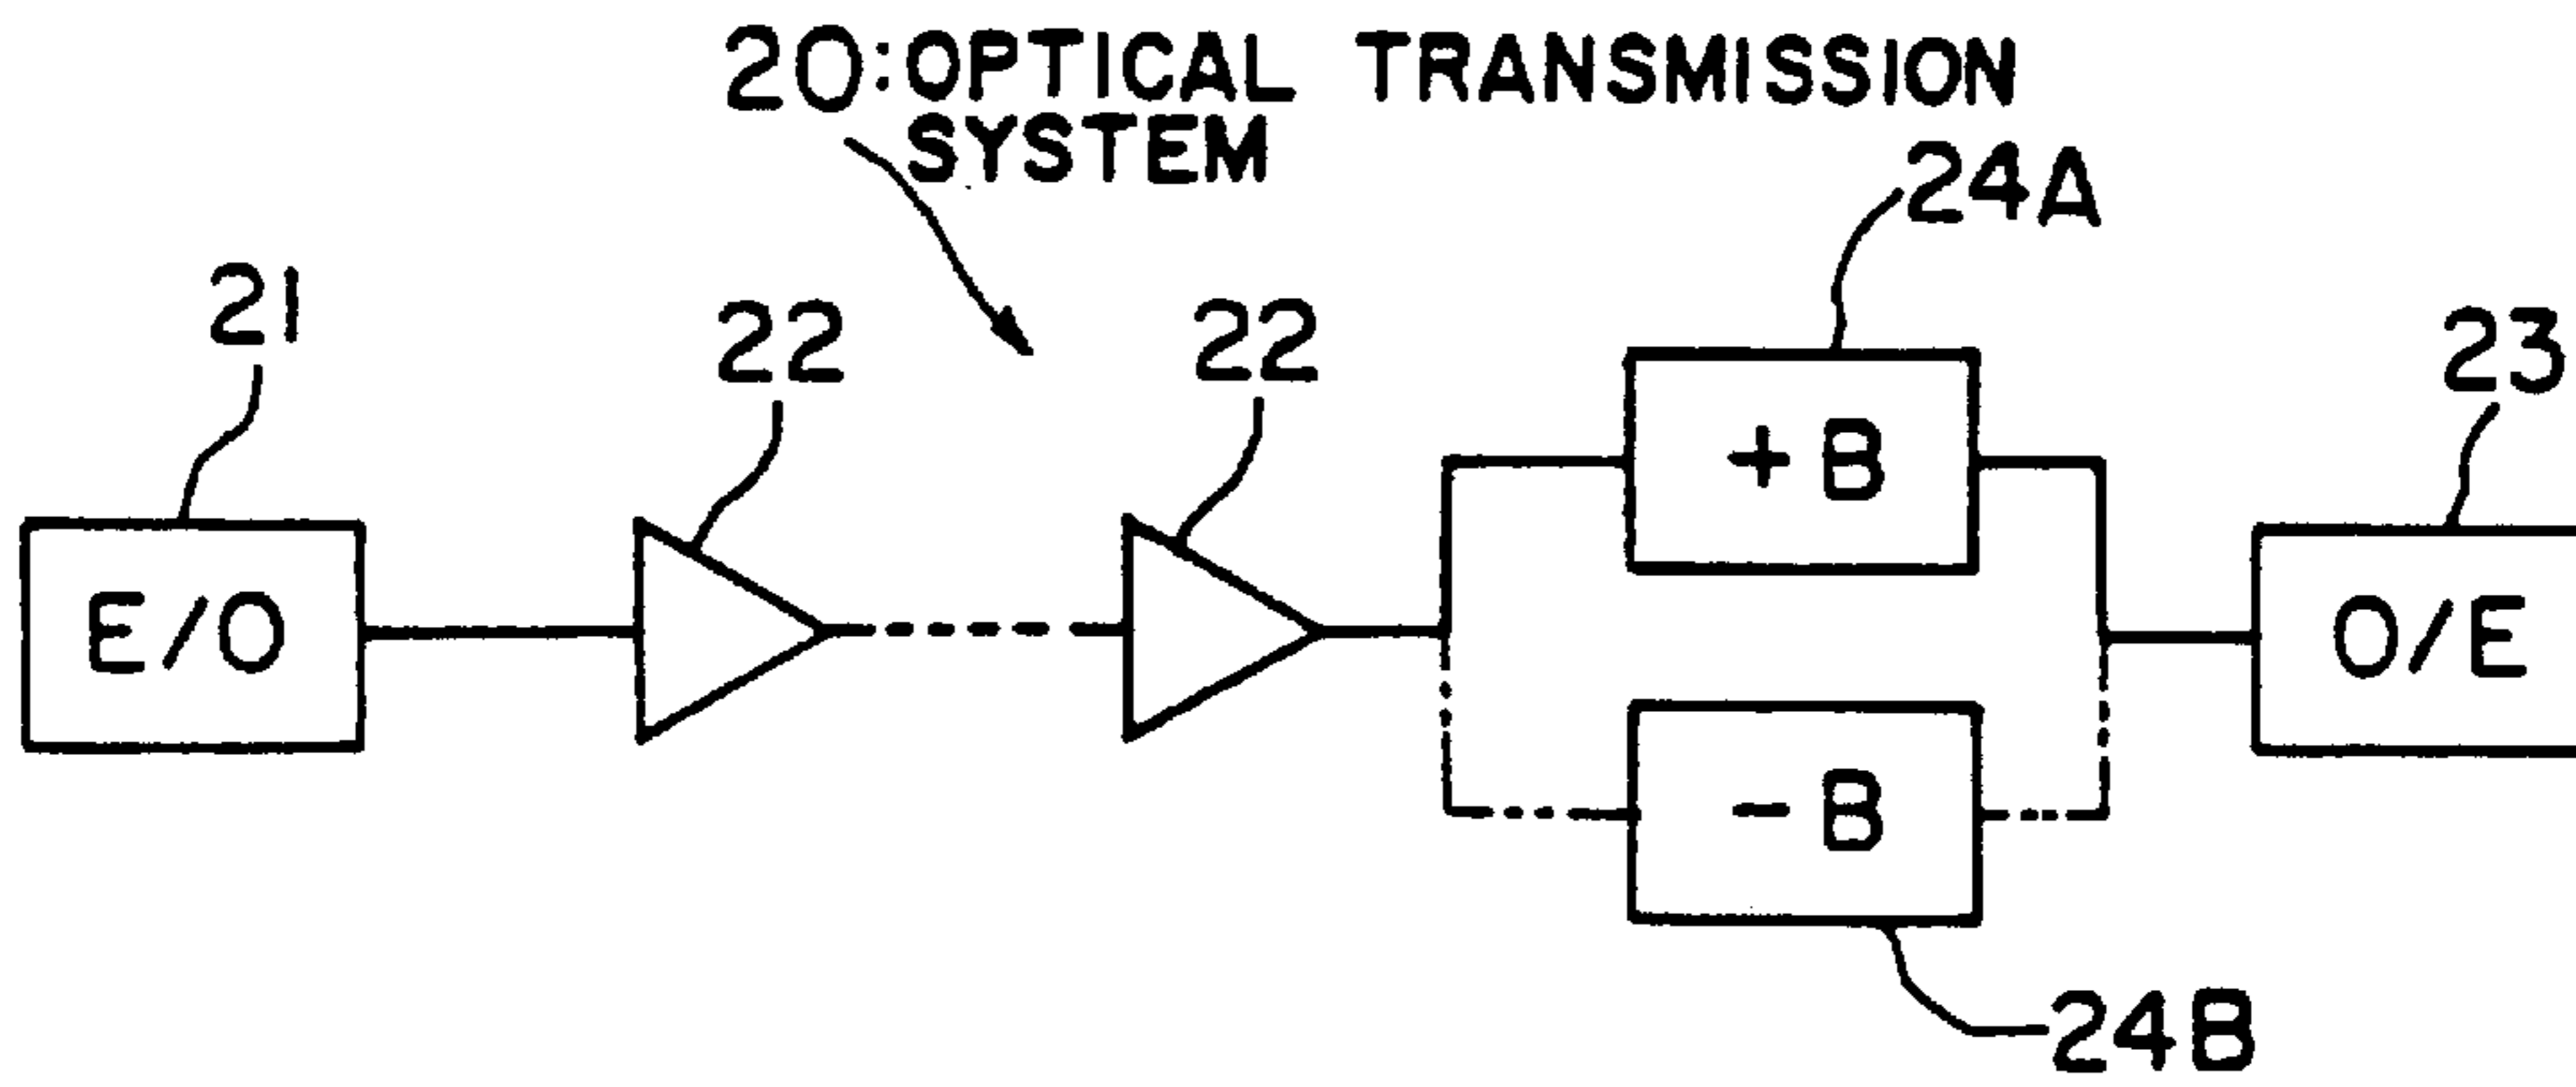 20:OPTICAL TRANSMISSION
SYSTEM
24A
21
22
22
23
+B
E/O
O/E
-B
24B